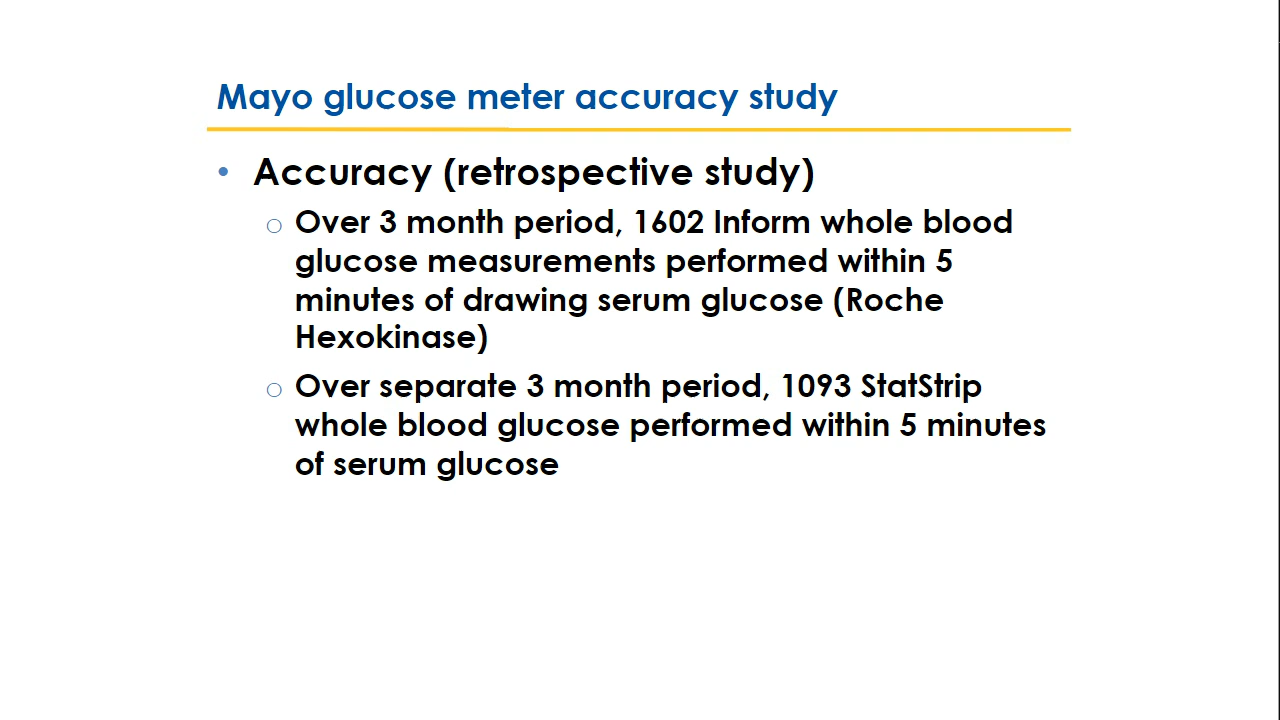 Mayo glucose meter accuracy study
• Accuracy (retrospective study)
○ Over 3 month period, 1602 Inform whole blood
glucose measurements performed within 5
minutes of drawing serum glucose (Roche
Hexokinase)
○ Over separate 3 month period, 1093 StatStrip
whole blood glucose performed within 5 minutes
of serum glucose